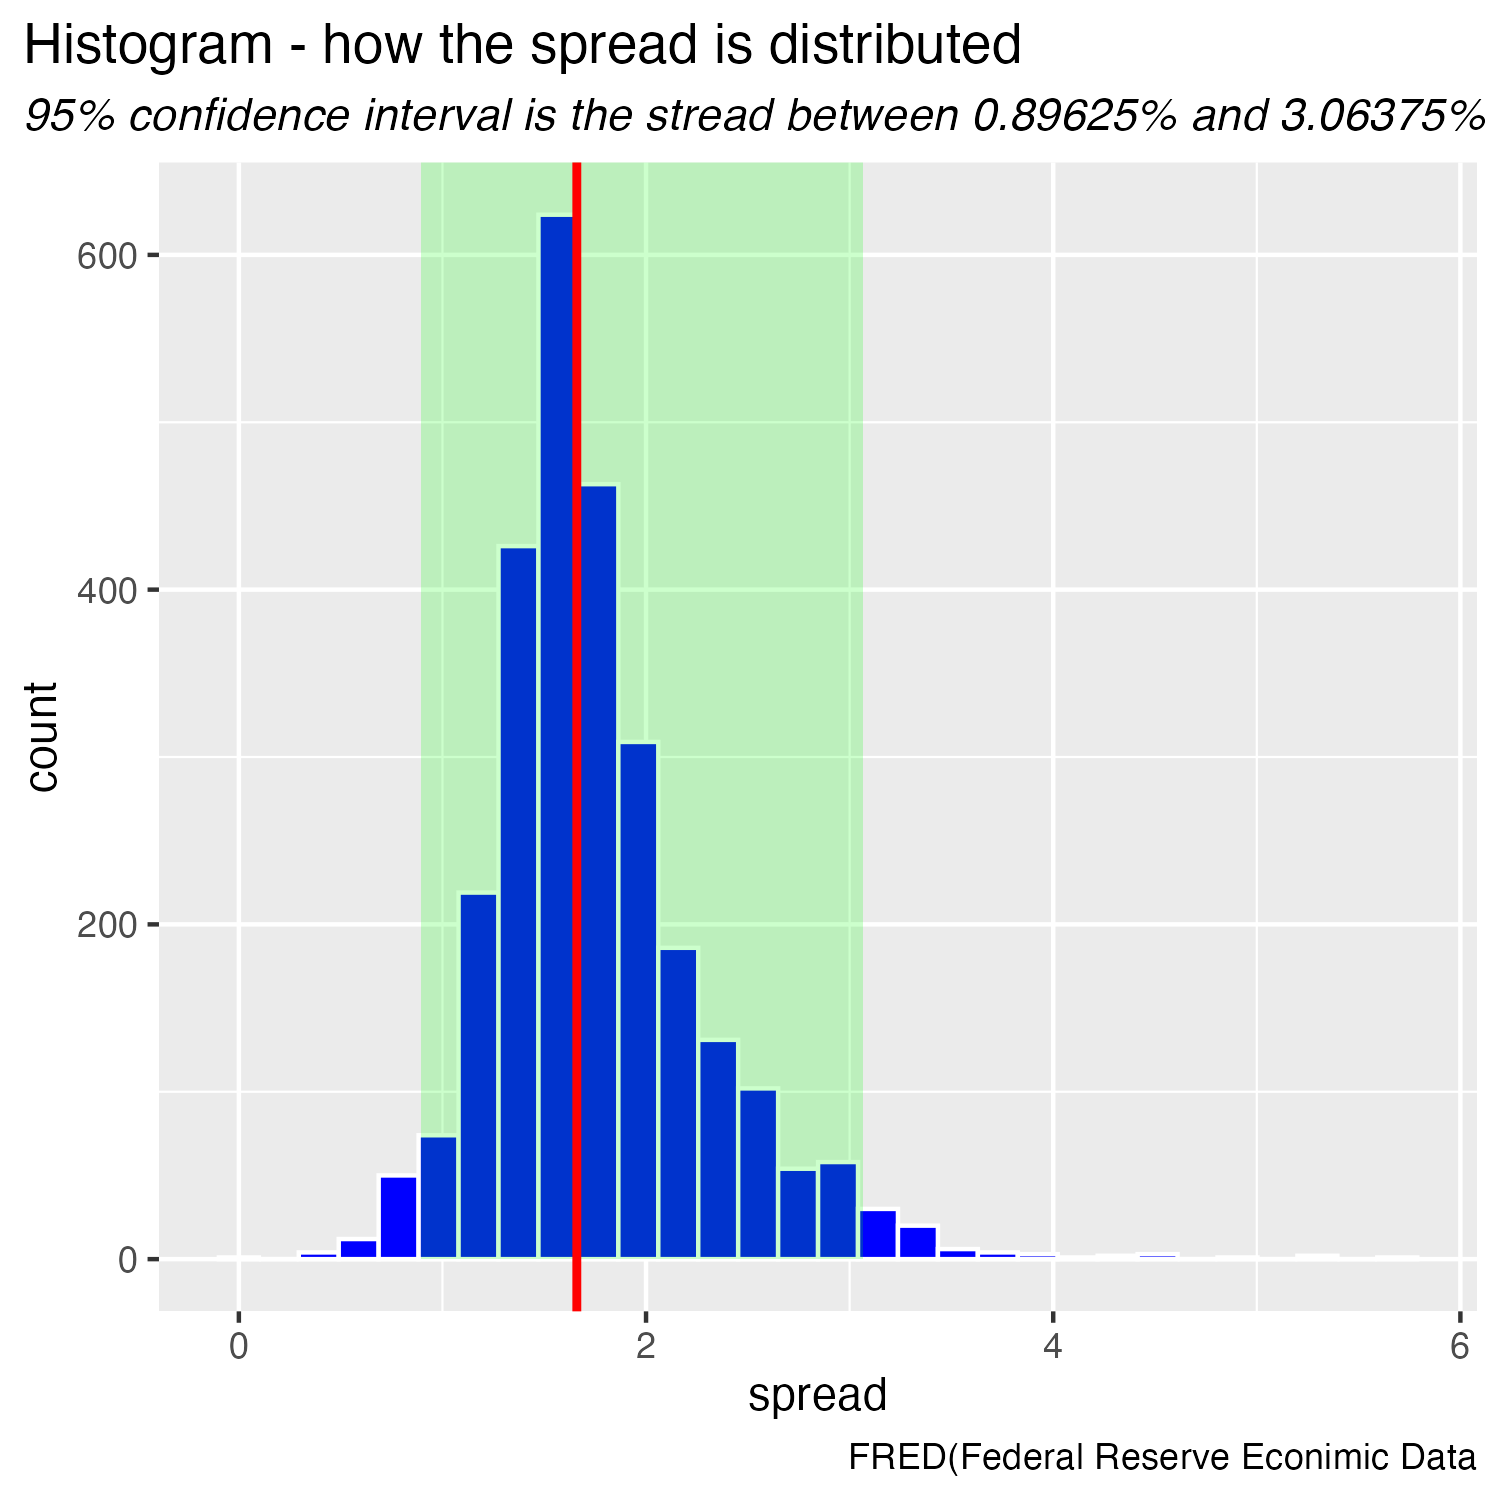 Histogram - how the spread is distributed
95% confidence interval is the stread between 0.89625% and 3.06375%
600
400
200
0
count
0 2 4 6
spread
FRED(Federal Reserve Econimic Data